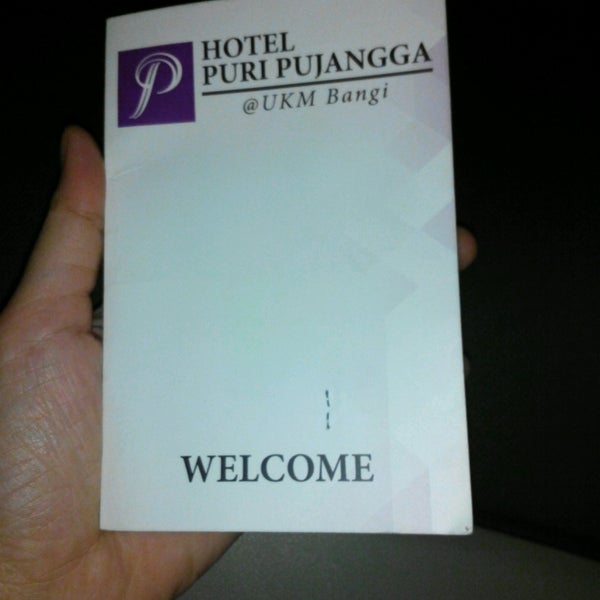 P
HOTEL
PURI PUJANGGA
@UKM Bangi
WELCOME